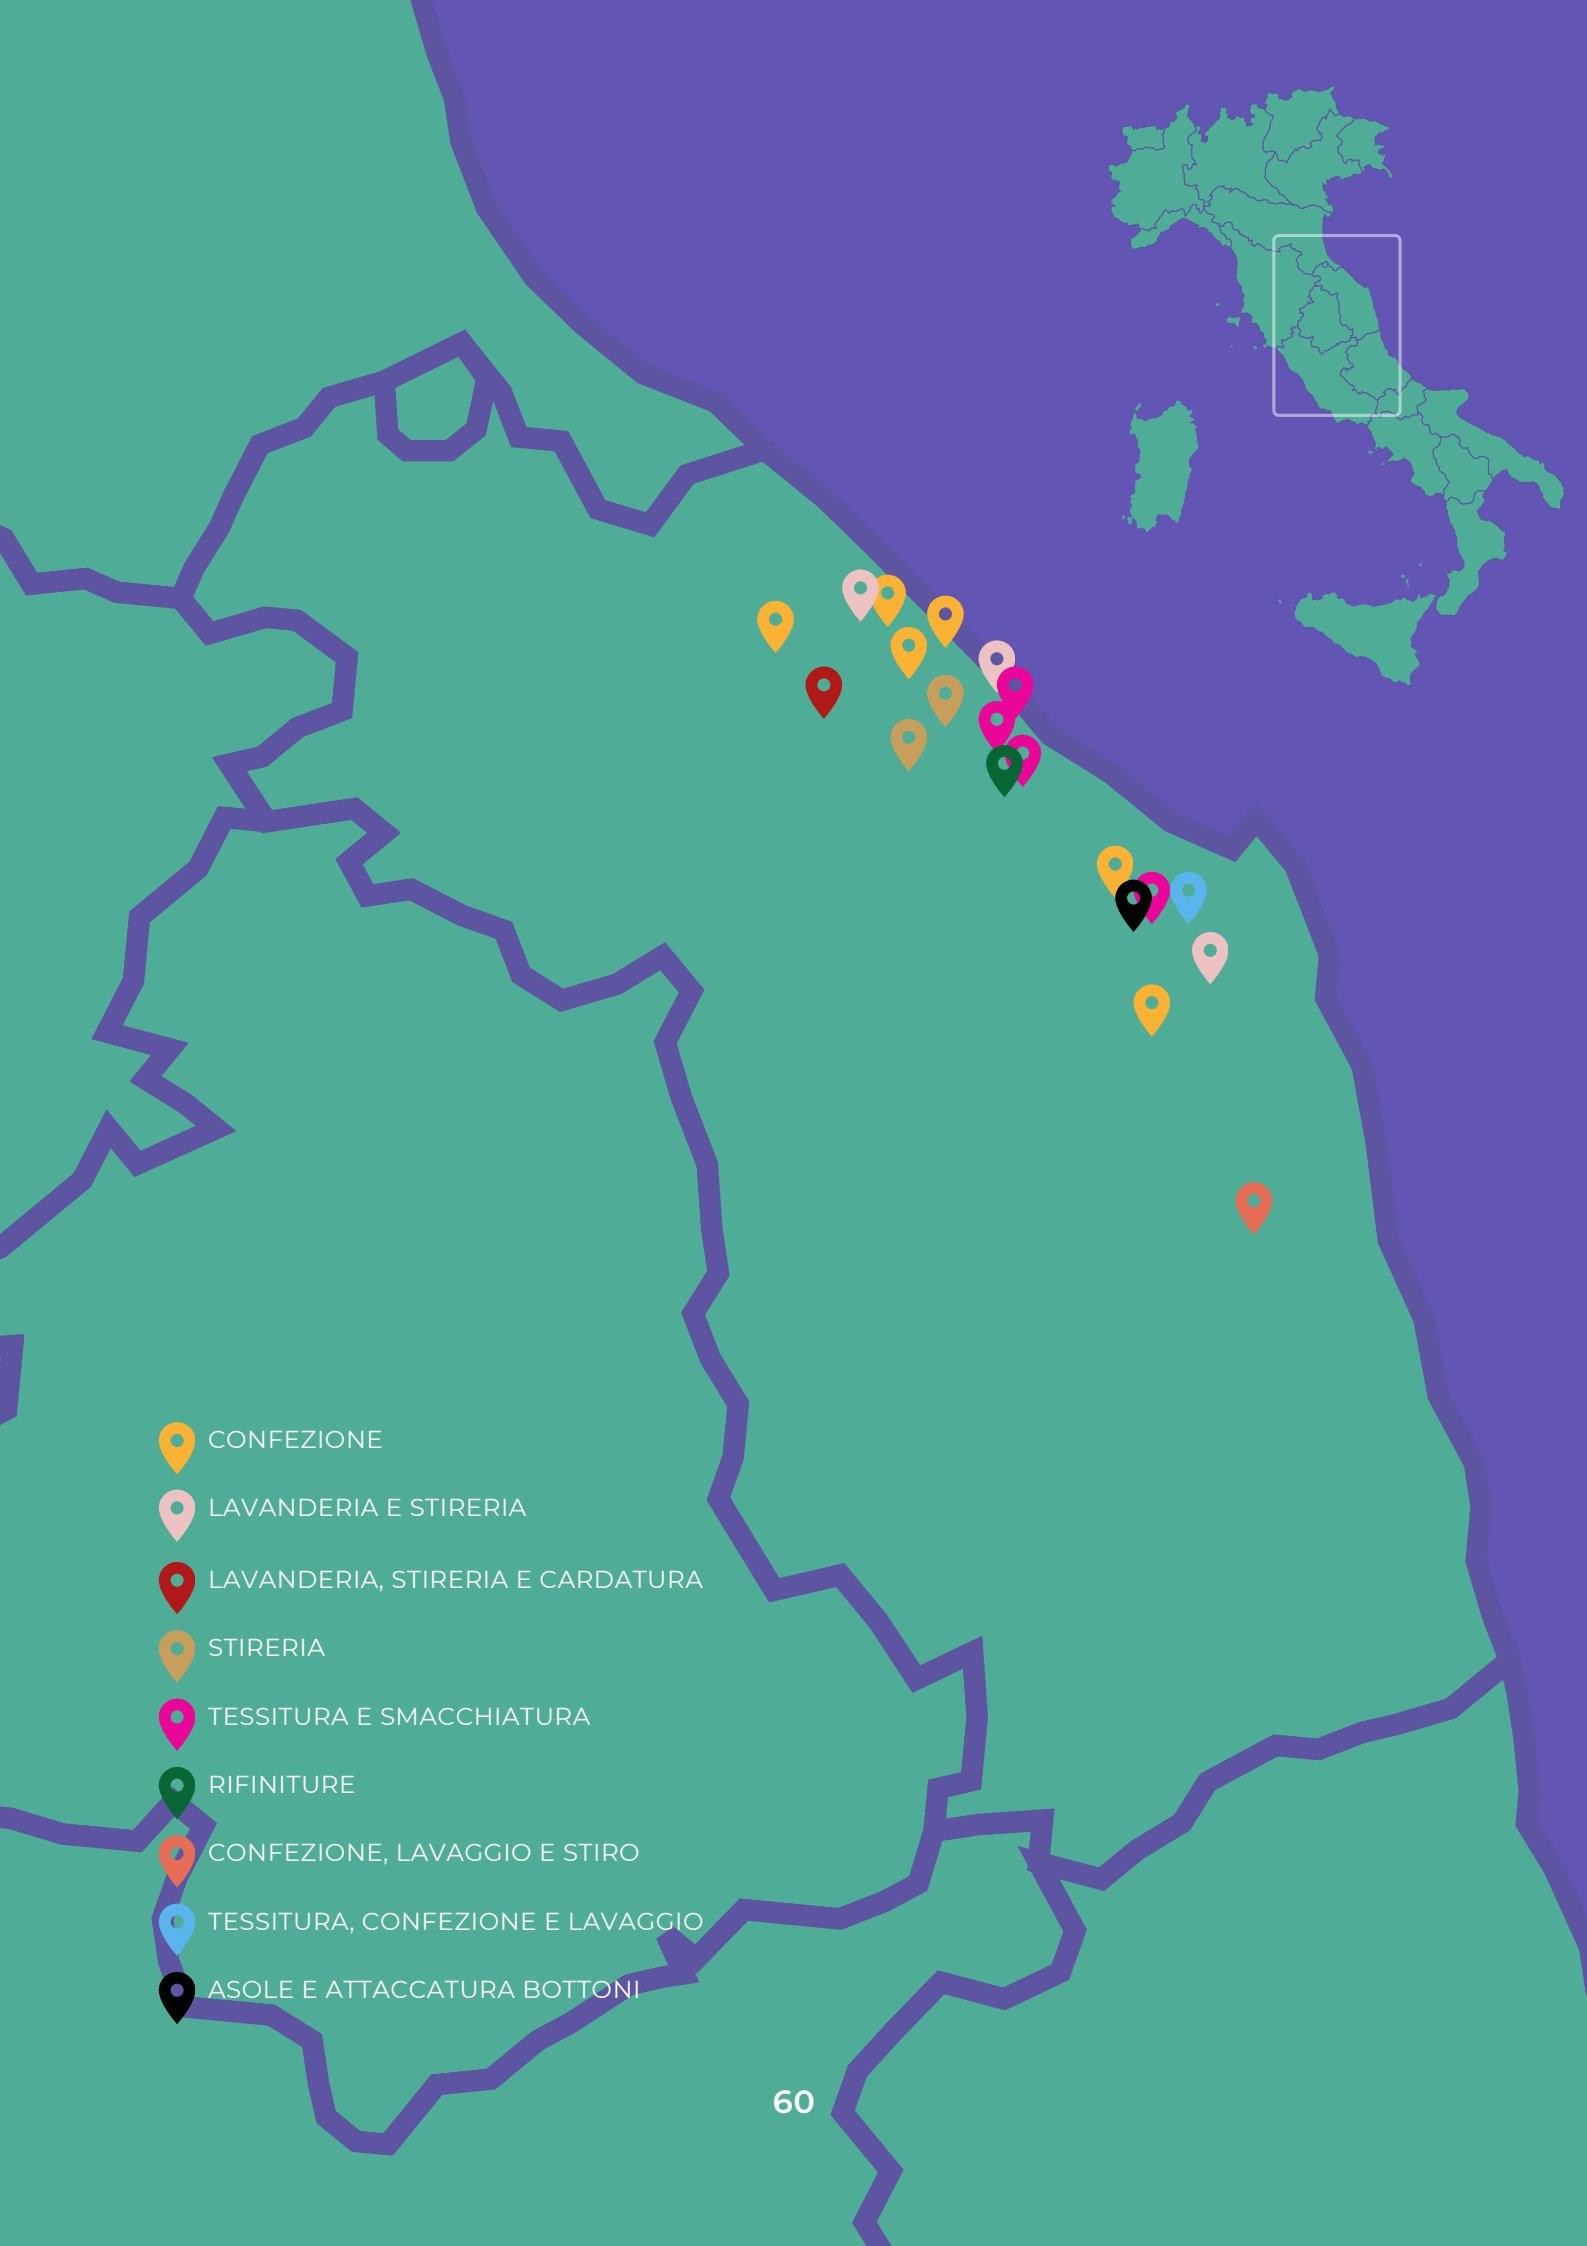 CONFEZIONE
LAVANDERIA E STIRERIA
LAVANDERIA, STIRERIA E CARDATURA
STIRERIA
TESSITURA E SMACCHIATURA
RIFINITURE
CONFEZIONE, LAVAGGIO E STIRO
TESSITURA, CONFEZIONE E LAVAGGIO
ASOLE E ATTACCATURA BOTTONI
60